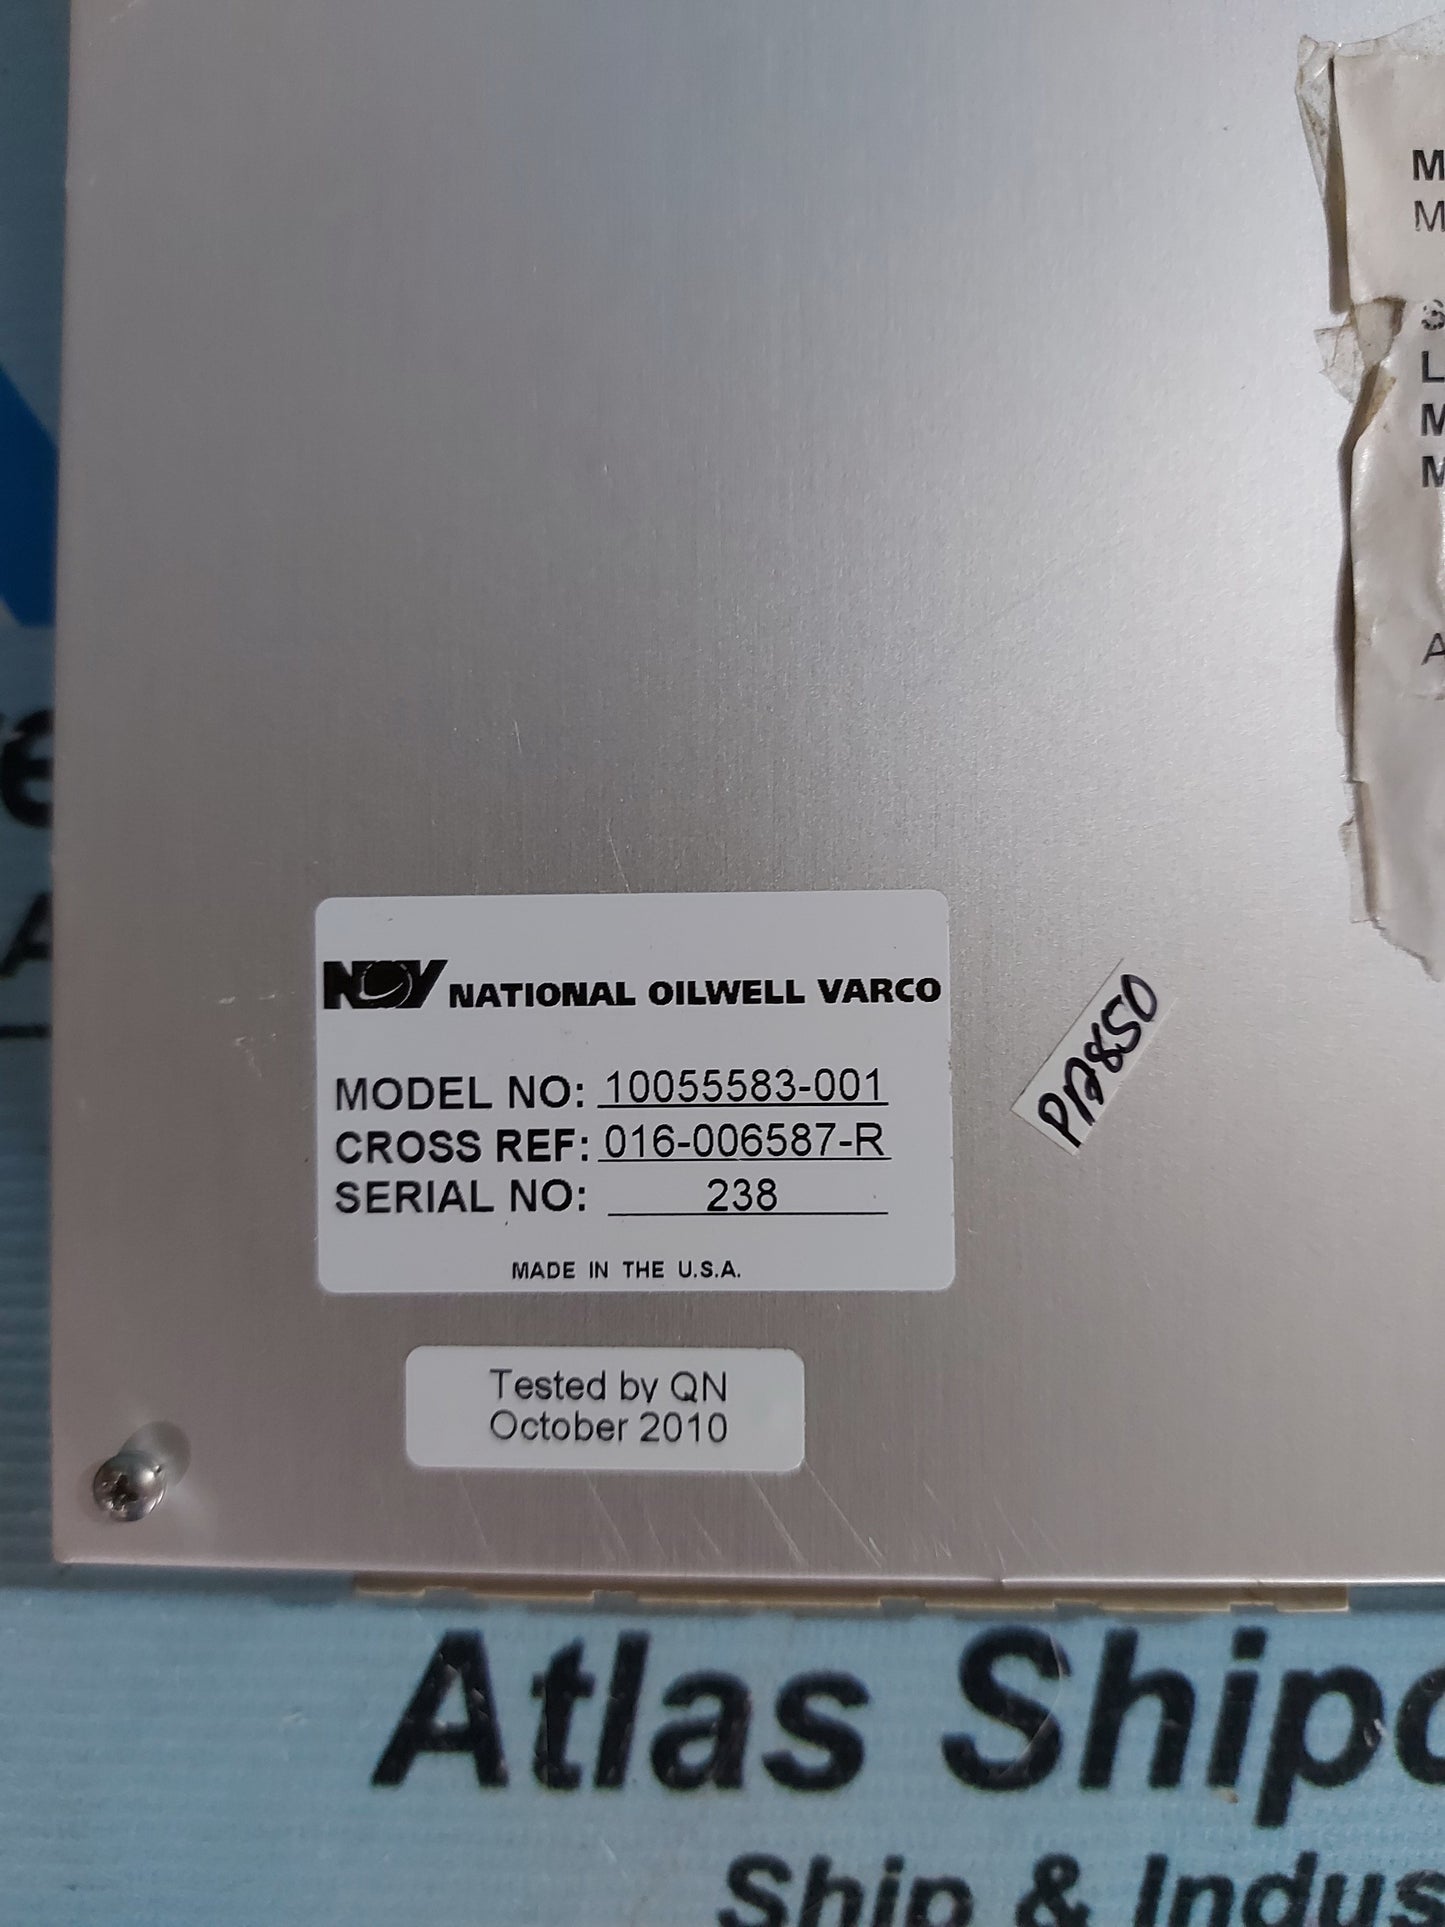 NOV NATIONAL OILWELL VARCO
MODEL NO: 10055583-001
CROSS REF: 016-006587-R
SERIAL NO: 238
MADE IN THE U.S.A.
Tested by QN
October 2010
Atlas Ship
Ship & Indus